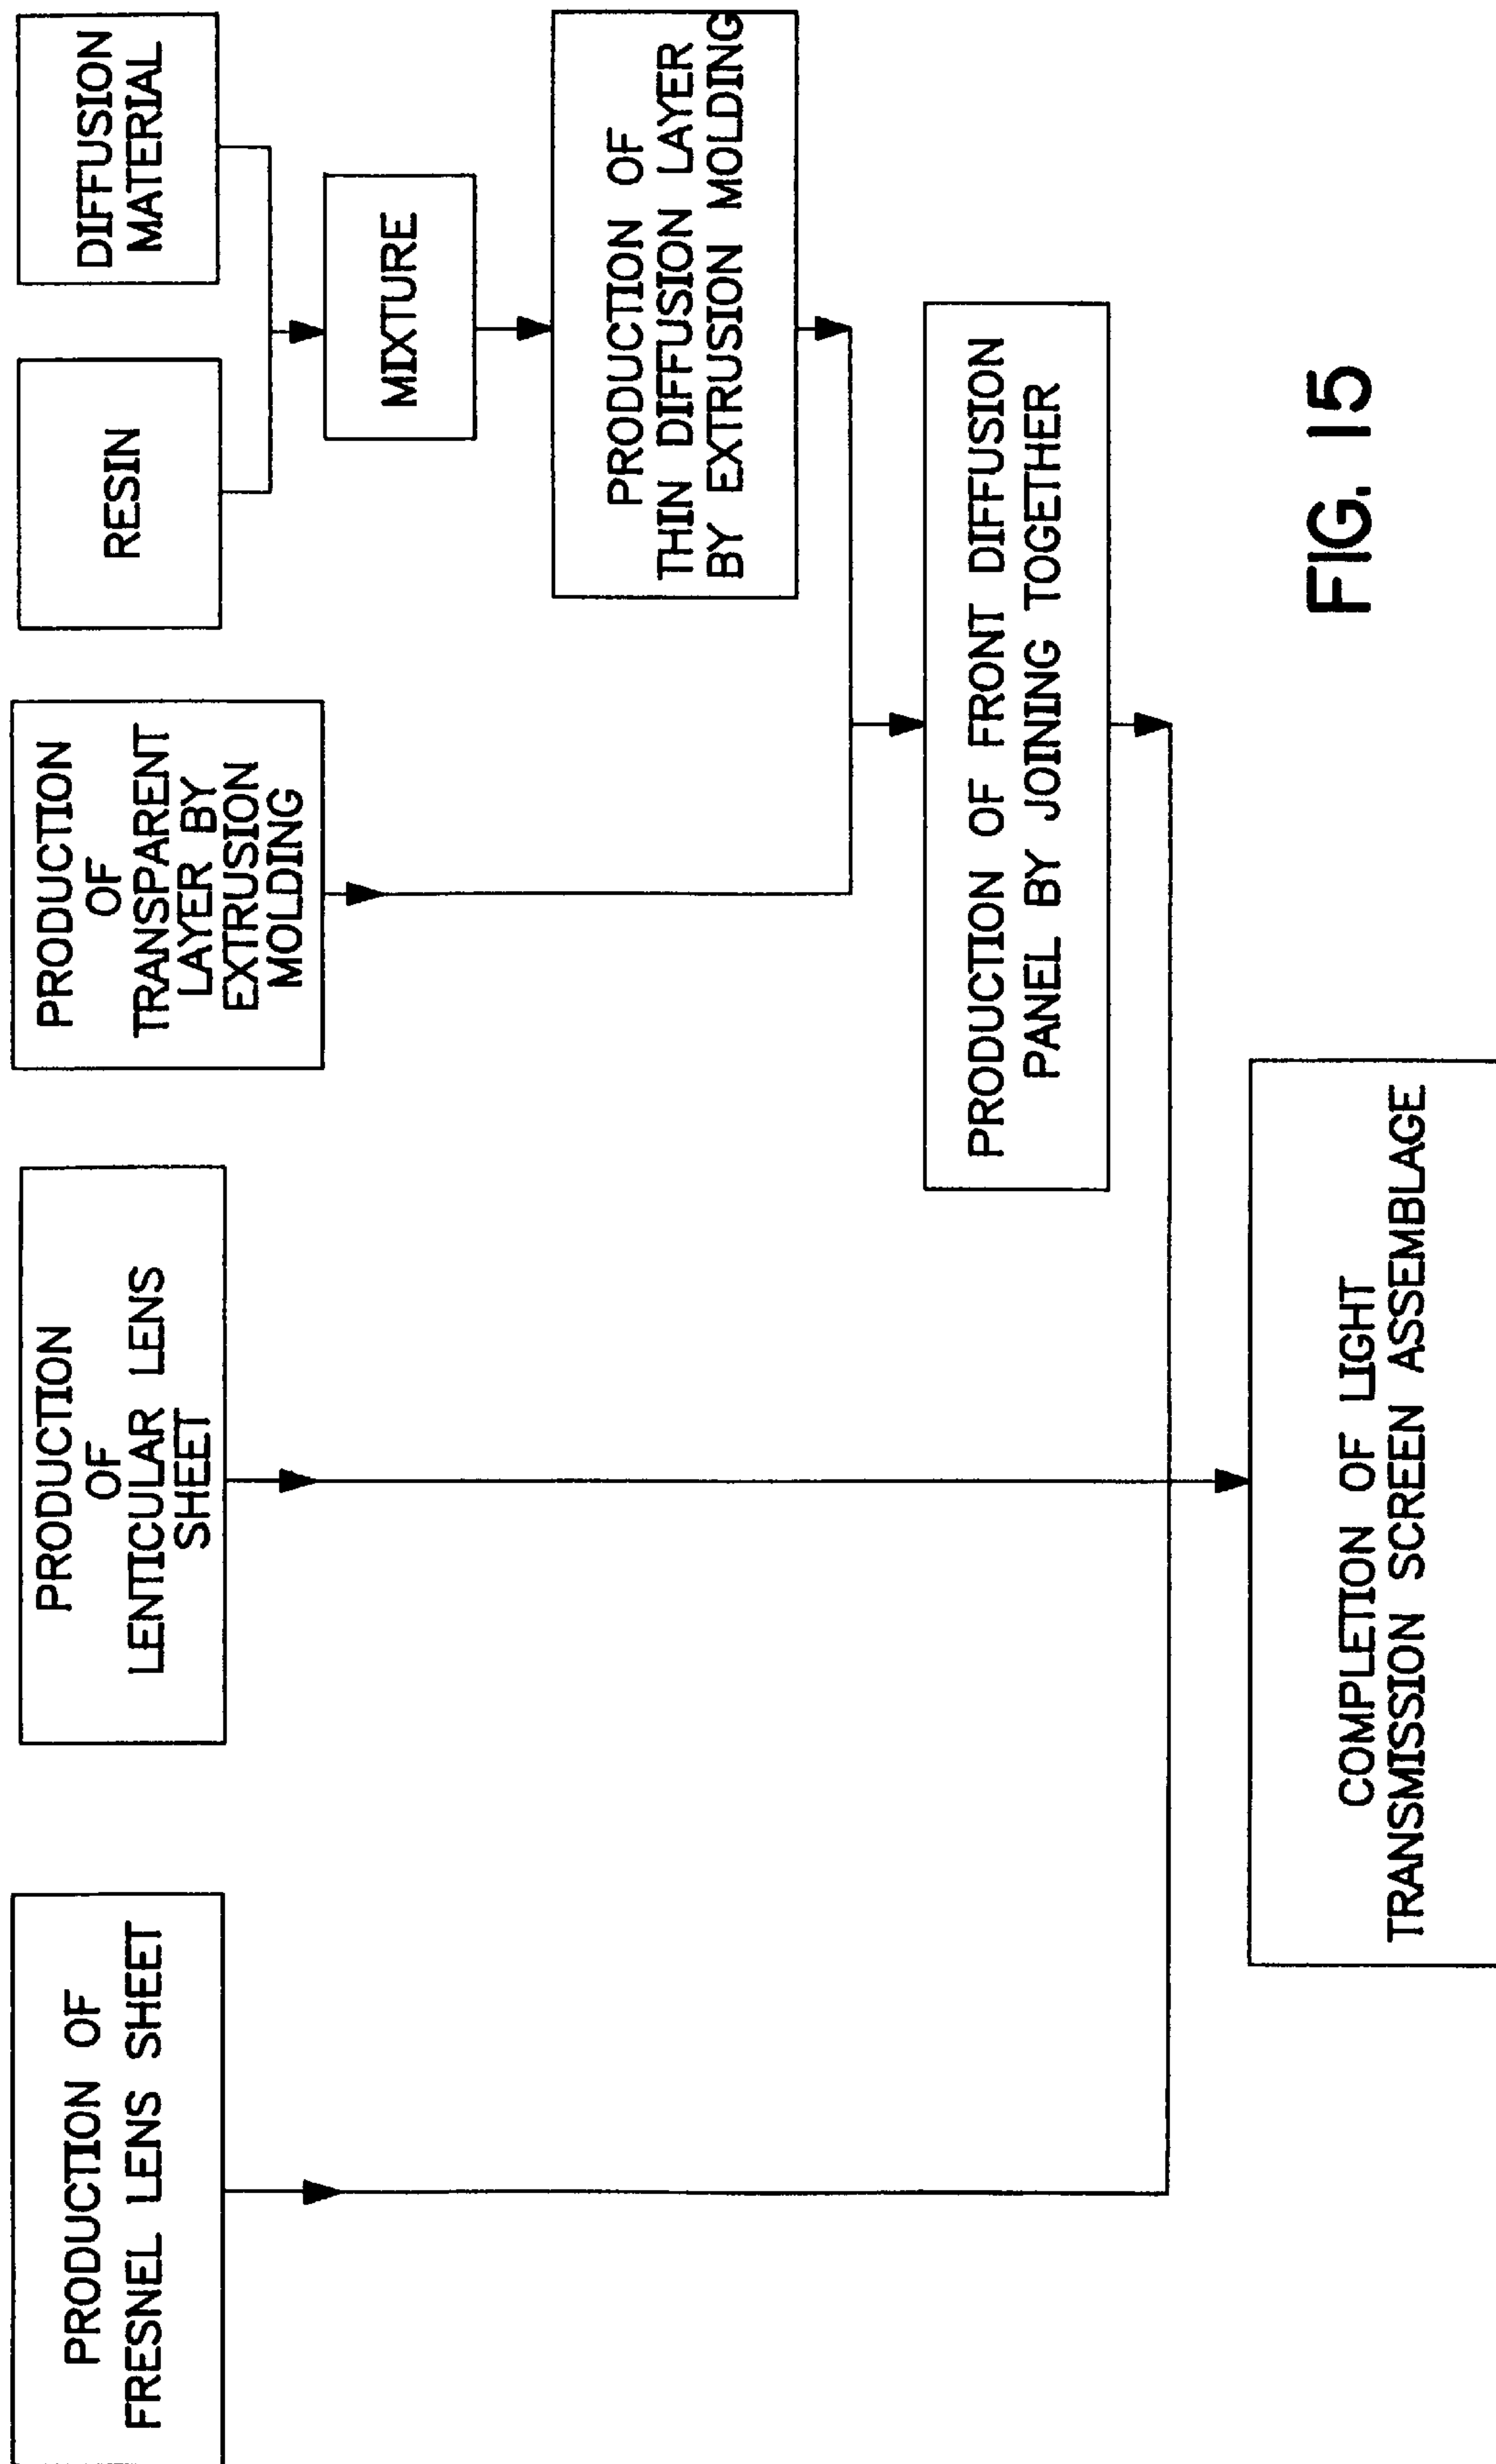 PRODUCTION OF
FRESNEL LENS SHEET
PRODUCTION
OF
LENTICULAR LENS
SHEET
PRODUCTION
OF
TRANSPARENT
LAYER BY
EXTRUSION
MOLDING
RESIN
DIFFUSION
MATERIAL
MIXTURE
PRODUCTION OF
THIN DIFFUSION LAYER
BY EXTRUSION MOLDING
PRODUCTION OF FRONT DIFFUSION
PANEL BY JOINING TOGETHER
COMPLETION OF LIGHT
TRANSMISSION SCREEN ASSEMBLAGE
FIG. 15